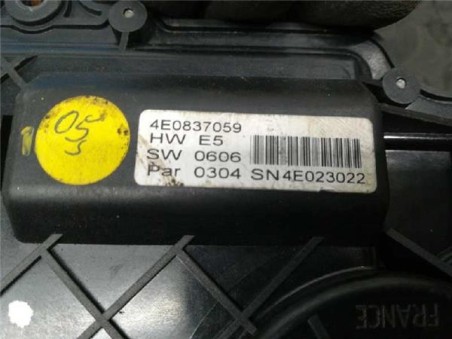 05
S
4E0837059
HW E5
SW 0606
Par 0304 SN4E023022
FRANCE